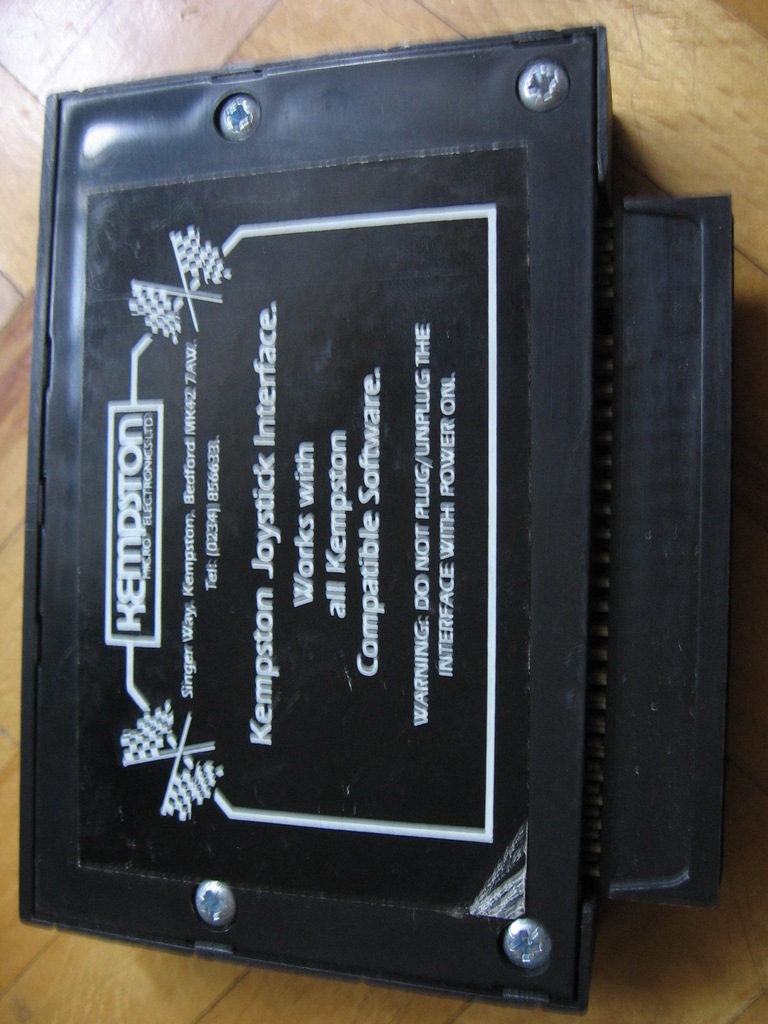 KEMPSTON
MICRO ELECTRONICS LTD
Singer Way, Kempston, Bedford MK42 7AW.
Tel: (0234) 856633.
Kempston Joystick Interface.
Works with
all Kempston
Compatible Software.
WARNING: DO NOT PLUG/UNPLUG THE
INTERFACE WITH POWER ON.